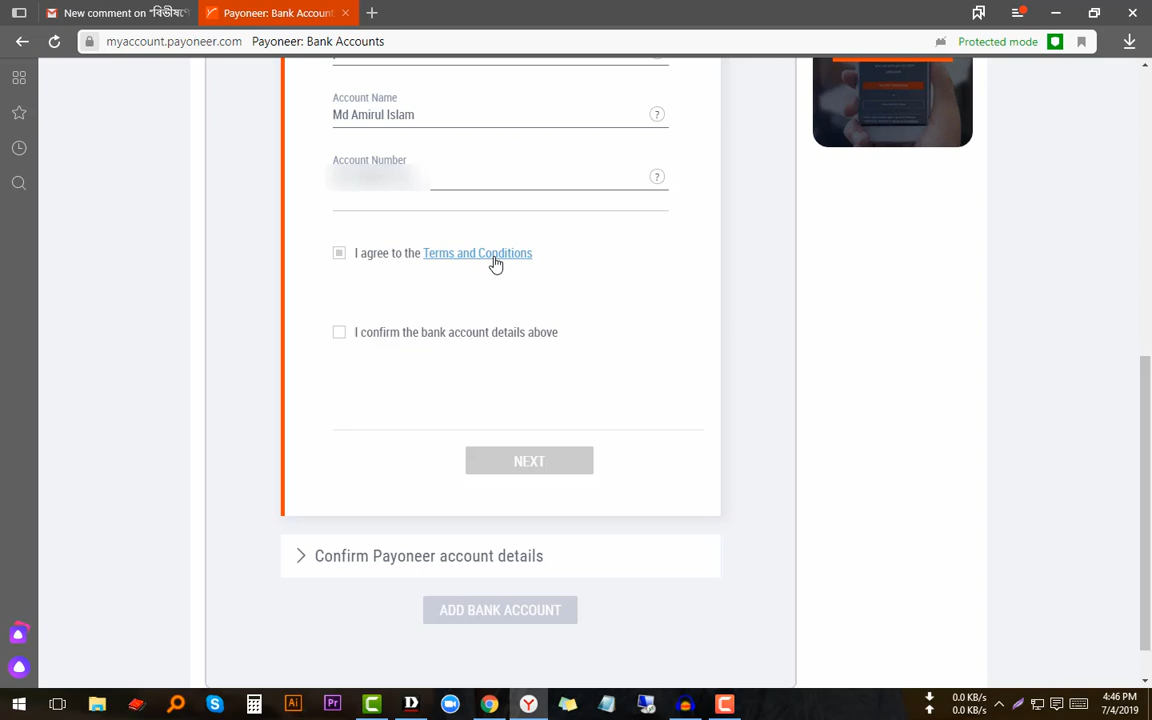 New comment on "বিভীষণে
Payoneer: Bank Account
myaccount.payoneer.com
Payoneer: Bank Accounts
Protected mode
Account Name
Md Amirul Islam
?
Account Number
?
I agree to the Terms and Conditions
I confirm the bank account details above
NEXT
Confirm Payoneer account details
ADD BANK ACCOUNT
0.0 KB/s
0.0 KB/s
4:46 PM
7/4/2019